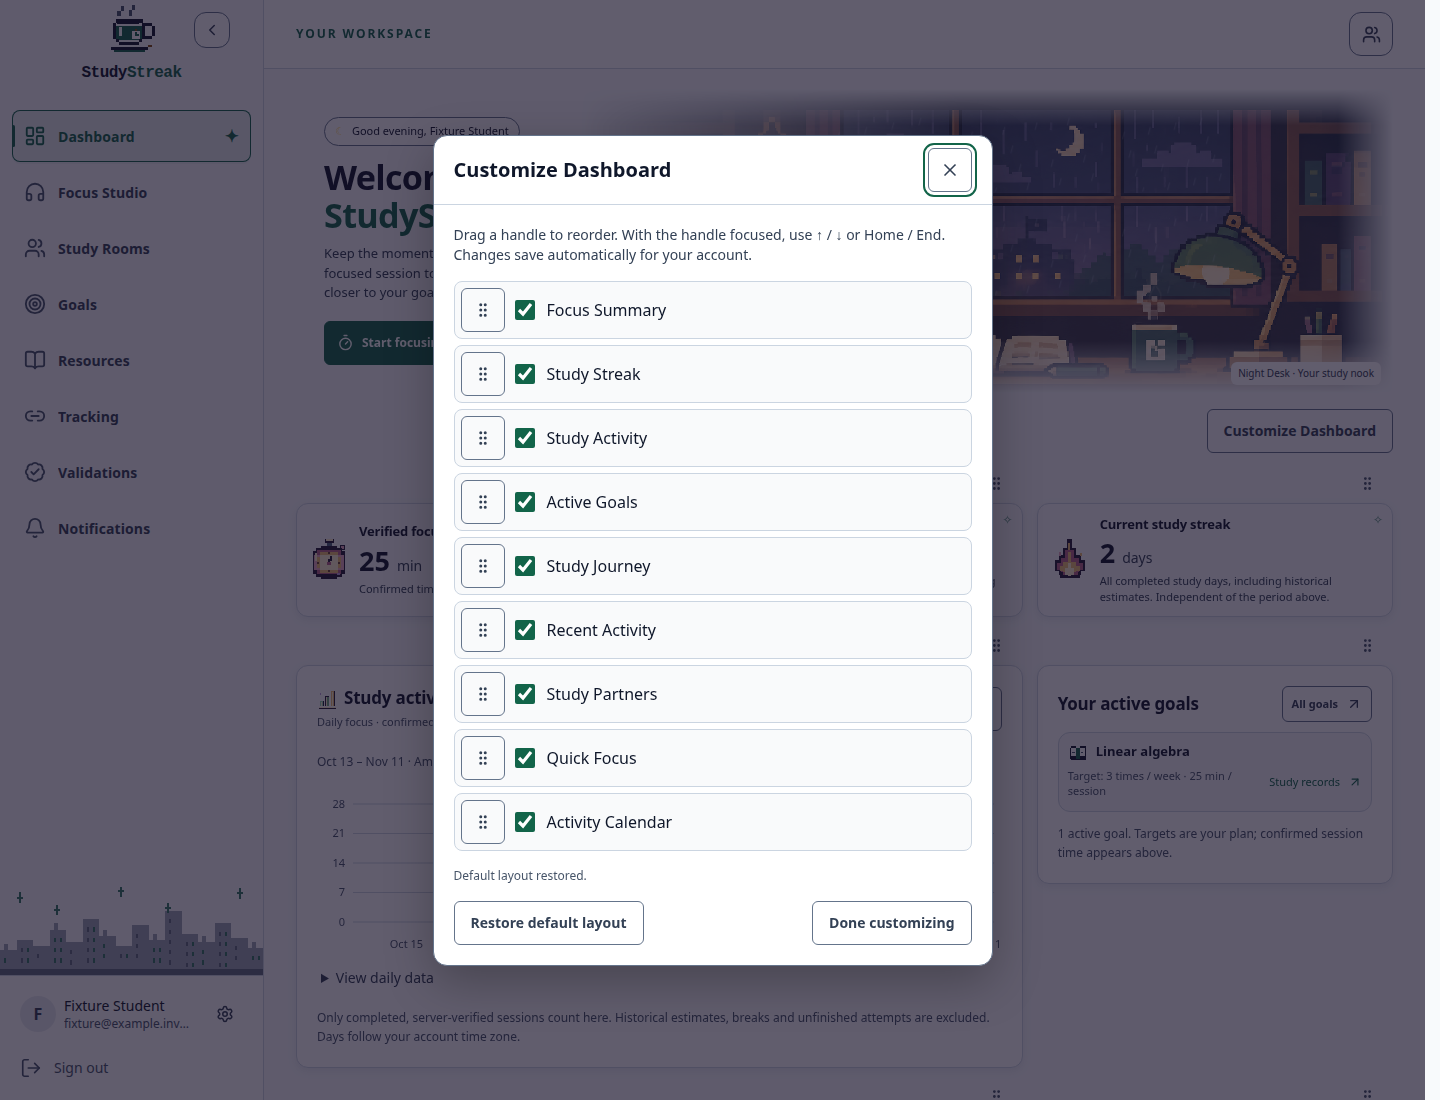 StudyStreak
YOUR WORKSPACE
Dashboard
Focus Studio
Study Rooms
Goals
Resources
Tracking
Validations
Notifications
Fixture Student
F
fixture@example.inv...
Sign out
Good evening, Fixture Student
Welcor
StudyS
Keep the moment
focused session to
closer to your goa
Start focusin
Night Desk · Your study nook
Customize Dashboard
Verified focu
25 min
Confirmed tim
Current study streak
2 days
All completed study days, including historical
estimates. Independent of the period above.
Study activ
Daily focus · confirmed
Oct 13 – Nov 11 · Am
28
21
14
7
0
Oct 15
1
View daily data
Only completed, server-verified sessions count here. Historical estimates, breaks and unfinished attempts are excluded.
Days follow your account time zone.
Your active goals
All goals
Linear algebra
Target: 3 times / week · 25 min /
session
Study records
1 active goal. Targets are your plan; confirmed session
time appears above.
Customize Dashboard
Drag a handle to reorder. With the handle focused, use ↑ / ↓ or Home / End.
Changes save automatically for your account.
Focus Summary
Study Streak
Study Activity
Active Goals
Study Journey
Recent Activity
Study Partners
Quick Focus
Activity Calendar
Default layout restored.
Restore default layout
Done customizing